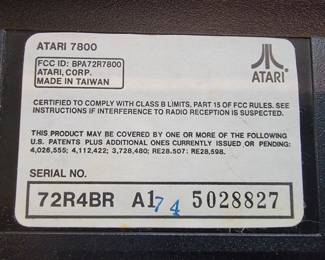 ATARI 7800
FCC ID: BPA72R7800
ATARI, CORP.
MADE IN TAIWAN
ATARI
CERTIFIED TO COMPLY WITH CLASS B LIMITS, PART 15 OF FCC RULES. SEE
INSTRUCTIONS IF INTERFERENCE TO RADIO RECEPTION IS SUSPECTED.
THIS PRODUCT MAY BE COVERED BY ONE OR MORE OF THE FOLLOWING
U.S. PATENTS PLUS ADDITIONAL ONES CURRENTLY ISSUED OR PENDING:
4,026,555; 4,112,422; 3,728,480; RE28.507: RE28,598.
SERIAL NO.
72R4BR A174 5028827